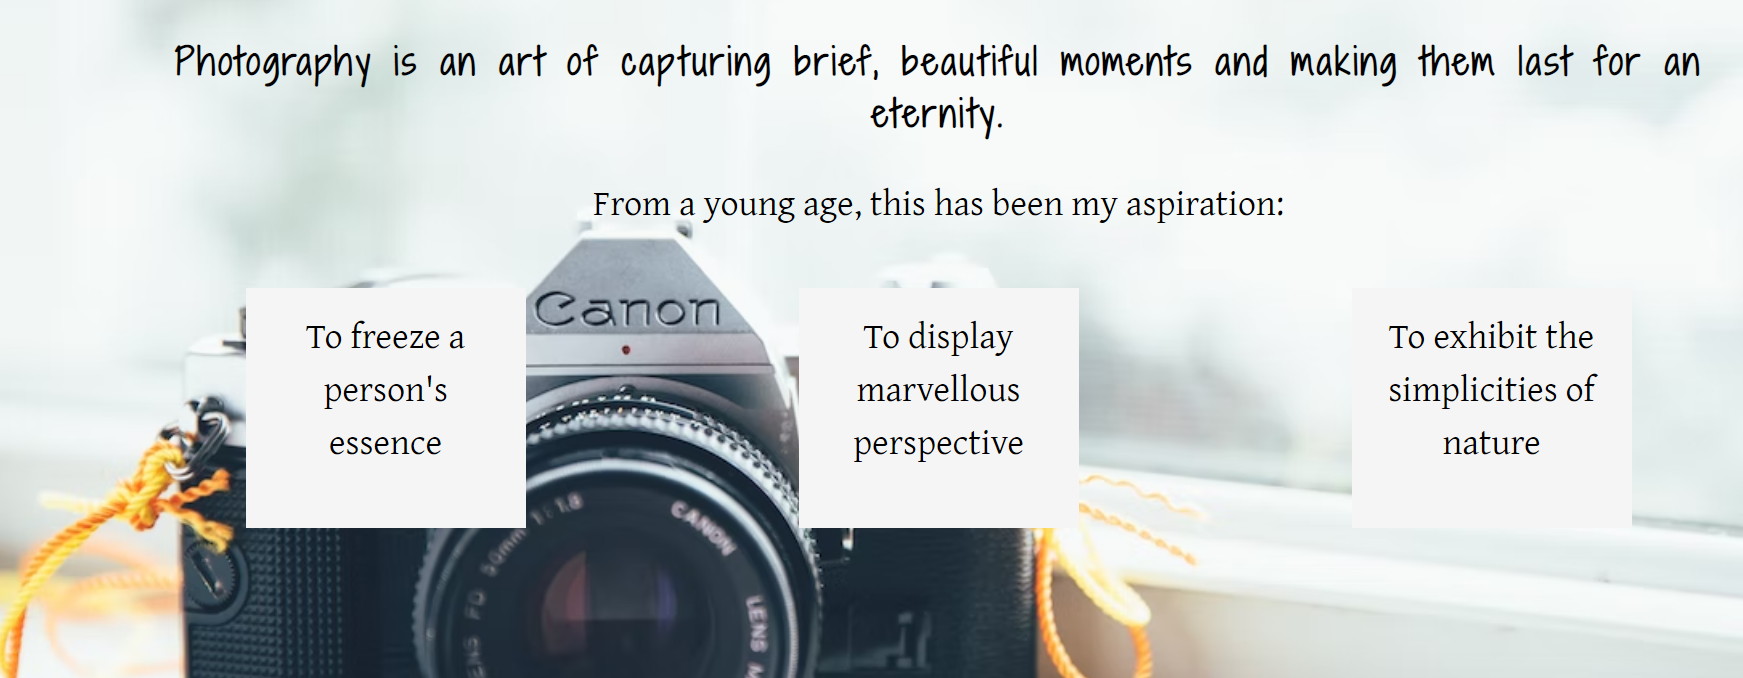 Photography is an art of capturing brief, beautiful moments and making them last for an
eternity.
From a young age, this has been my aspiration:
Canon
To freeze a
person's
essence
To display
marvellous
perspective
To exhibit the
simplicities of
nature
50mm 1:1.8
CANON
LENS
FD